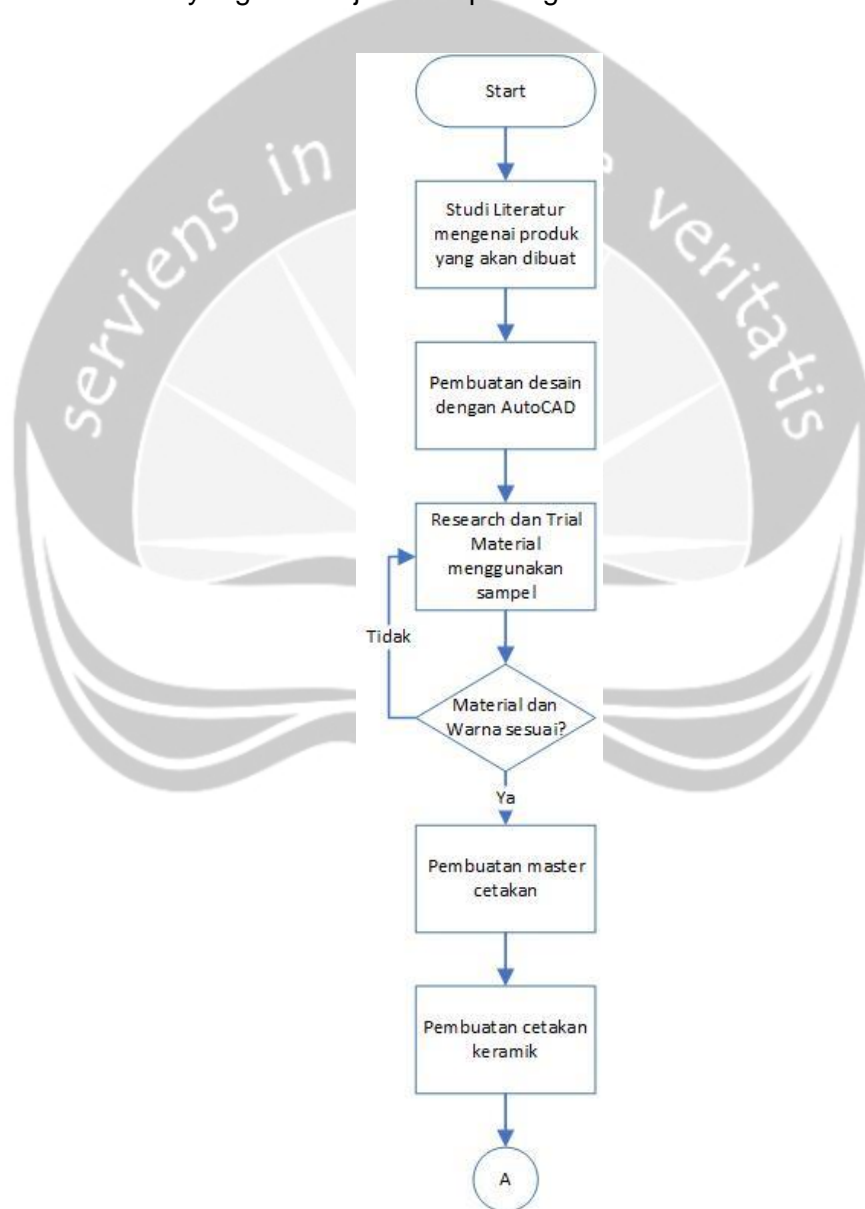 Start
serviens in
veritatis
Studi Literatur
mengenai produk
yang akan dibuat
Pembuatan desain
dengan AutoCAD
Research dan Trial
Material
menggunakan
sampel
Tidak
Material dan
Warna sesuai?
Ya
Pembuatan master
cetakan
Pembuatan cetakan
keramik
A